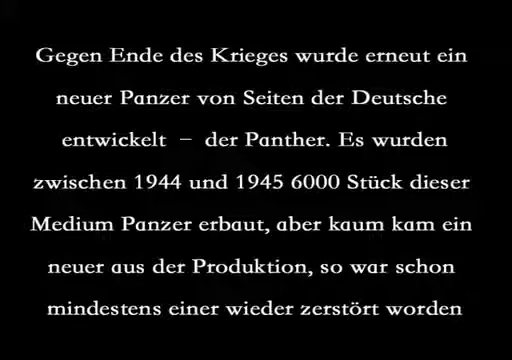 Gegen Ende des Krieges wurde erneut ein
neuer Panzer von Seiten der Deutsche
entwickelt – der Panther. Es wurden
zwischen 1944 und 1945 6000 Stück dieser
Medium Panzer erbaut, aber kaum kam ein
neuer aus der Produktion, so war schon
mindestens einer wieder zerstört worden